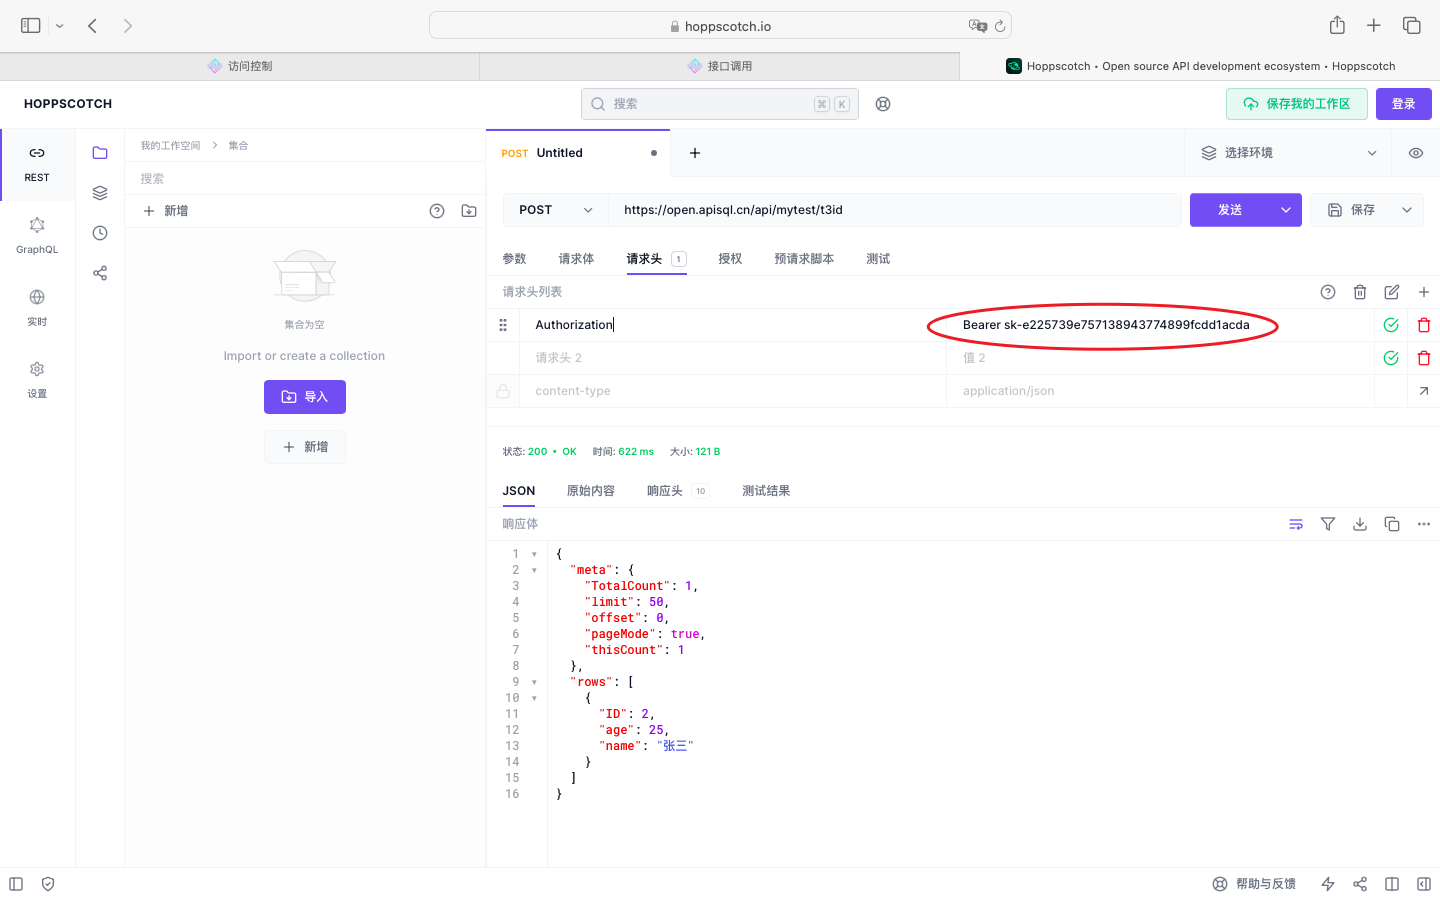 hoppscotch.io
访问控制
接口调用
Hoppscotch • Open source API development ecosystem • Hoppscotch
HOPPSCOTCH
搜索
⌘ K
保存我的工作区
登录
REST
GraphQL
实时
设置
我的工作空间 > 集合
搜索
新增
集合为空
Import or create a collection
导入
新增
POST Untitled
选择环境
POST
https://open.apisql.cn/api/mytest/t3id
发送
保存
参数 请求体 请求头 1 授权 预请求脚本 测试
请求头列表
Authorization
Bearer sk-e225739e757138943774899fcdd1acda
请求头 2
值 2
content-type
application/json
状态: 200 • OK 时间: 622 ms 大小: 121 B
JSON 原始内容 响应头 10 测试结果
响应体
1 {
2 "meta": {
3 "TotalCount": 1,
4 "limit": 50,
5 "offset": 0,
6 "pageMode": true,
7 "thisCount": 1
8 },
9 "rows": [
10 {
11 "ID": 2,
12 "age": 25,
13 "name": "张三"
14 }
15 ]
16 }
帮助与反馈